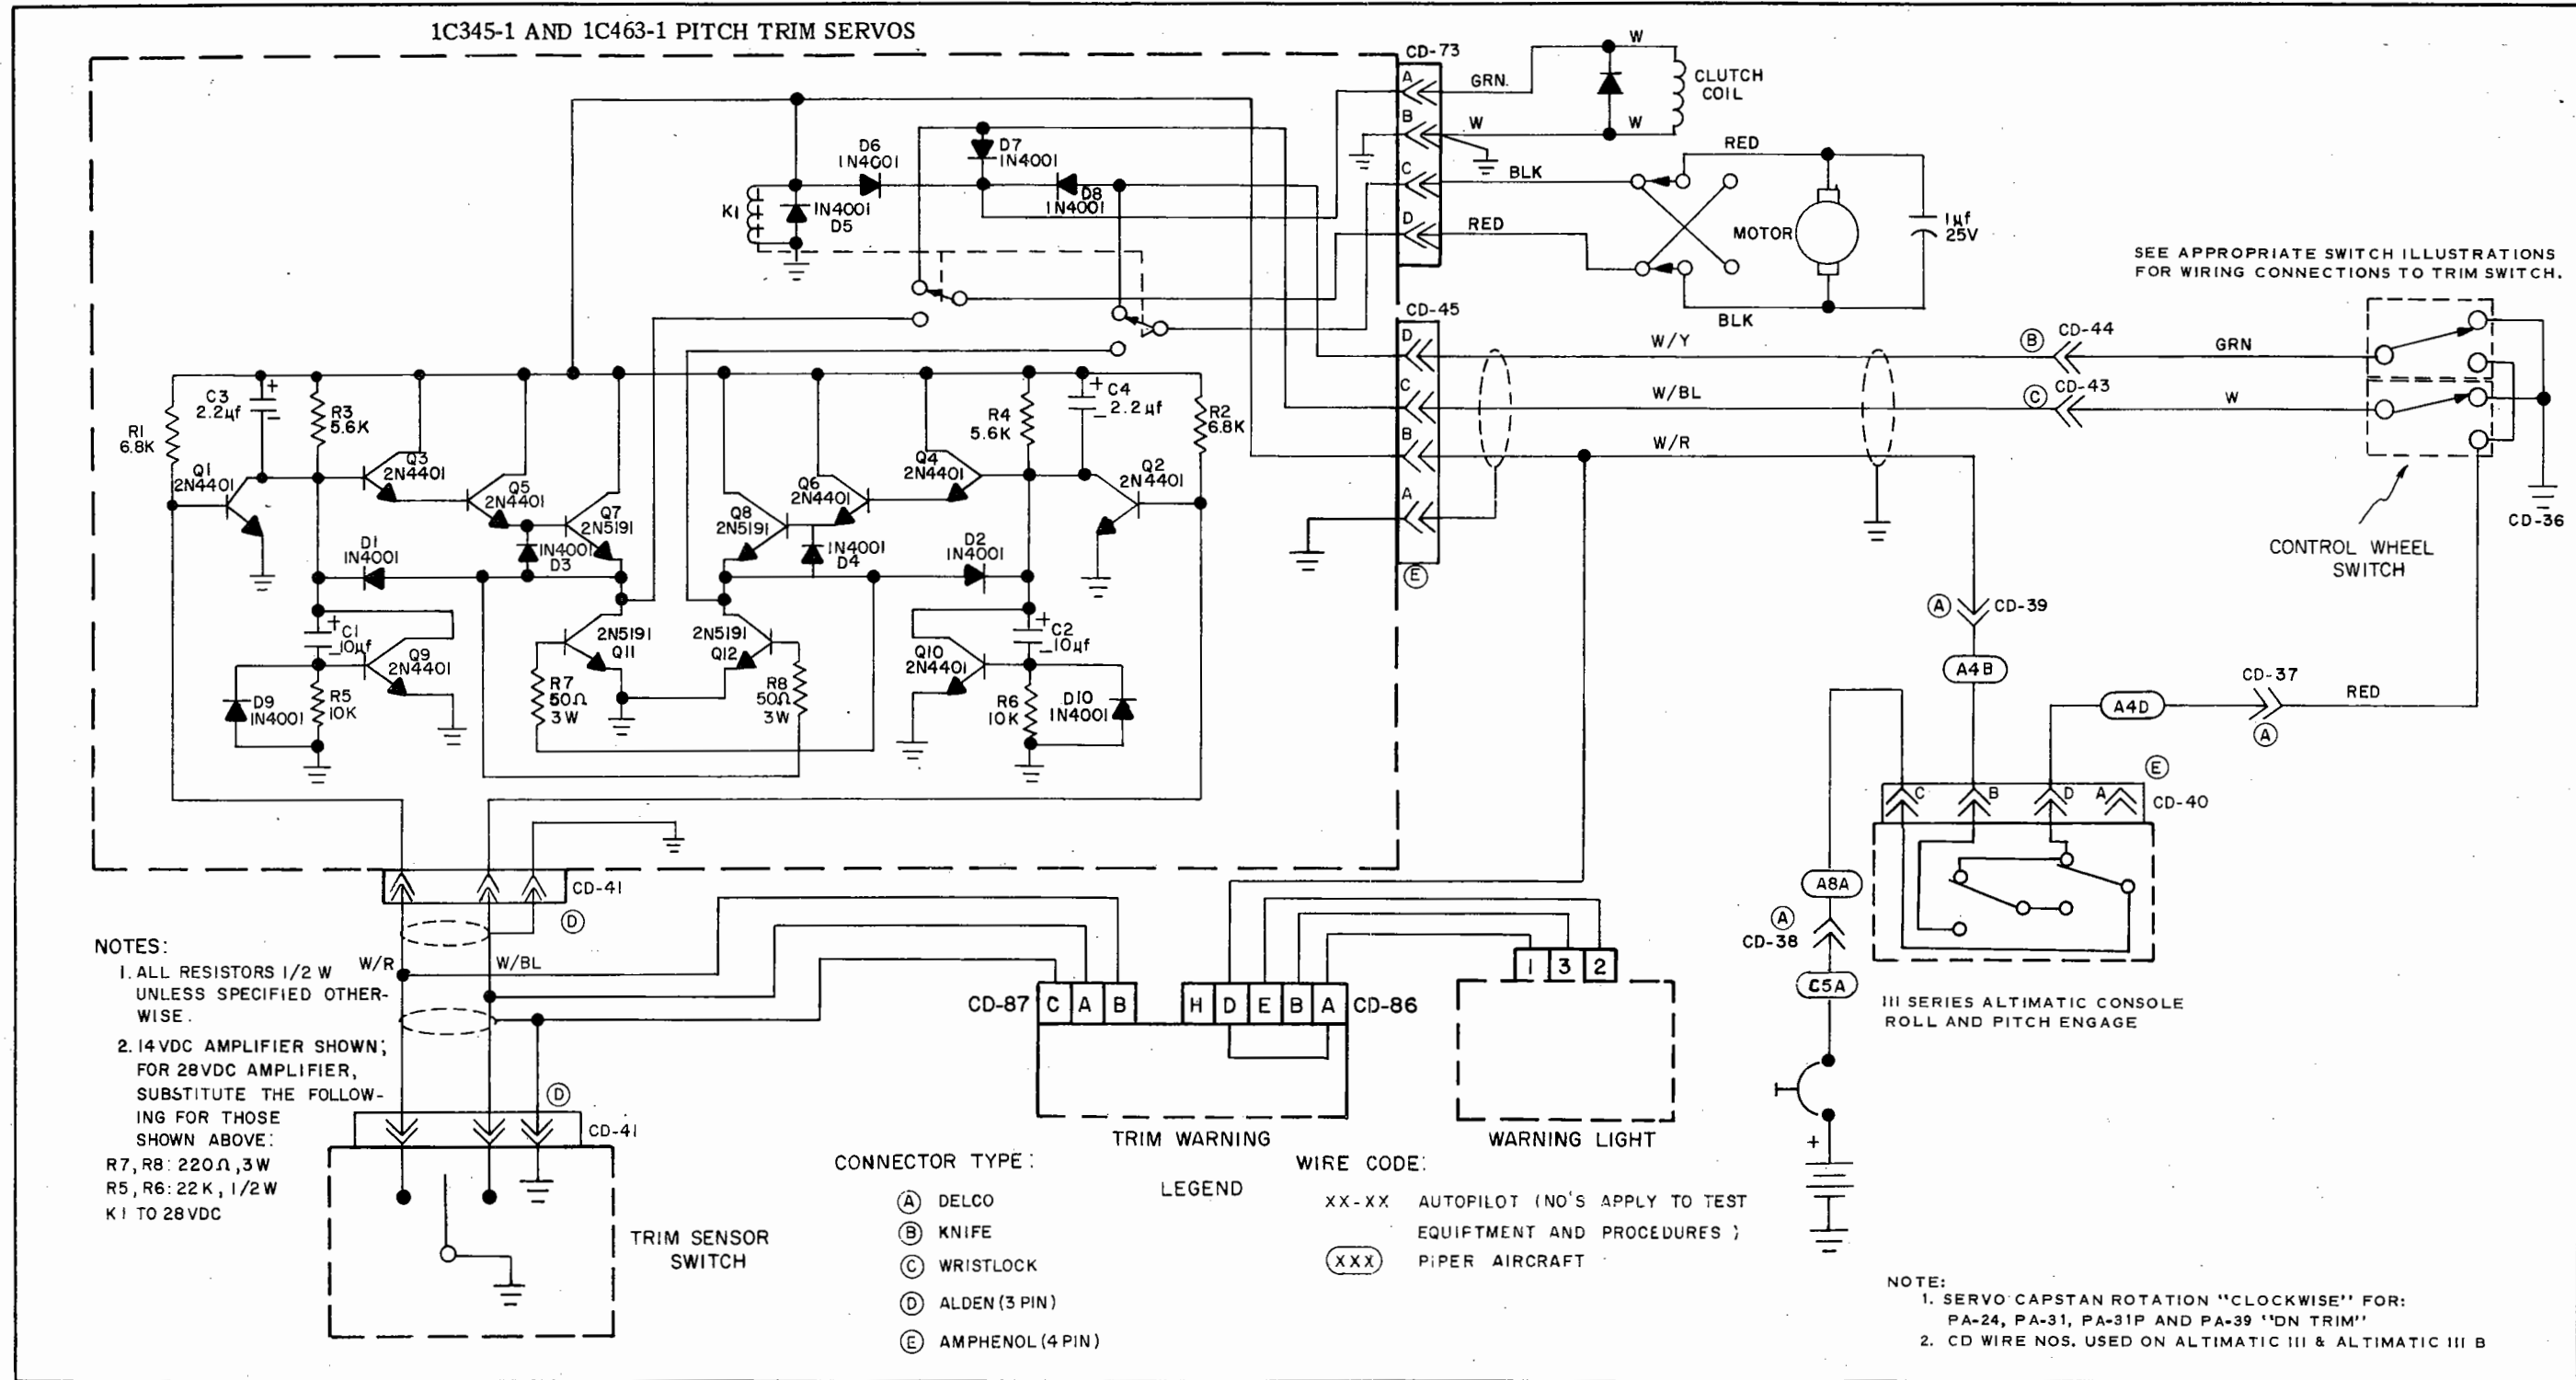 1C345-1 AND 1C463-1 PITCH TRIM SERVOS
CD-73
A
GRN.
W
CLUTCH
COIL
B
W
W
C
BLK
RED
D
RED
MOTOR
1µf
25V
BLK
D6
1N4001
D7
1N4001
D8
1N4001
K1
1N4001
D5
SEE APPROPRIATE SWITCH ILLUSTRATIONS
FOR WIRING CONNECTIONS TO TRIM SWITCH.
CD-45
D
W/Y
B
CD-44
GRN
C
W/BL
C
CD-43
W
B
W/R
A
E
CONTROL WHEEL
SWITCH
CD-36
R1
6.8K
C3
2.2µf
+
–
R3
5.6K
Q1
2N4401
Q3
2N4401
Q5
2N4401
Q7
2N5191
Q8
2N5191
Q6
2N4401
Q4
2N4401
R4
5.6K
+
–
C4
2.2µf
R2
6.8K
Q2
2N4401
D1
1N4001
1N4001
D3
1N4001
D4
D2
1N4001
+
–
C1
10µf
Q9
2N4401
D9
1N4001
R5
10K
2N5191
Q11
2N5191
Q12
R7
50Ω
3W
R8
50Ω
3W
Q10
2N4401
+
–
C2
10µf
R6
10K
D10
1N4001
A
CD-39
A4B
A4D
CD-37
A
RED
E
C
B
D
A
CD-40
A8A
A
CD-38
C5A
+
III SERIES ALTIMATIC CONSOLE
ROLL AND PITCH ENGAGE
CD-41
D
W/R
W/BL
D
CD-41
TRIM SENSOR
SWITCH
NOTES:
1. ALL RESISTORS 1/2 W
UNLESS SPECIFIED OTHER-
WISE.
2. 14VDC AMPLIFIER SHOWN;
FOR 28VDC AMPLIFIER,
SUBSTITUTE THE FOLLOW-
ING FOR THOSE
SHOWN ABOVE:
R7, R8: 220Ω, 3W
R5, R6: 22K, 1/2W
K1 TO 28VDC
CD-87
C A B
H D E B A
CD-86
TRIM WARNING
1 3 2
WARNING LIGHT
LEGEND
CONNECTOR TYPE:
A DELCO
B KNIFE
C WRISTLOCK
D ALDEN (3 PIN)
E AMPHENOL (4 PIN)
WIRE CODE:
XX-XX AUTOPILOT (NO'S APPLY TO TEST
EQUIFTMENT AND PROCEDURES)
XXX PIPER AIRCRAFT
NOTE:
1. SERVO CAPSTAN ROTATION "CLOCKWISE" FOR:
PA-24, PA-31, PA-31P AND PA-39 "DN TRIM"
2. CD WIRE NOS. USED ON ALTIMATIC III & ALTIMATIC III B